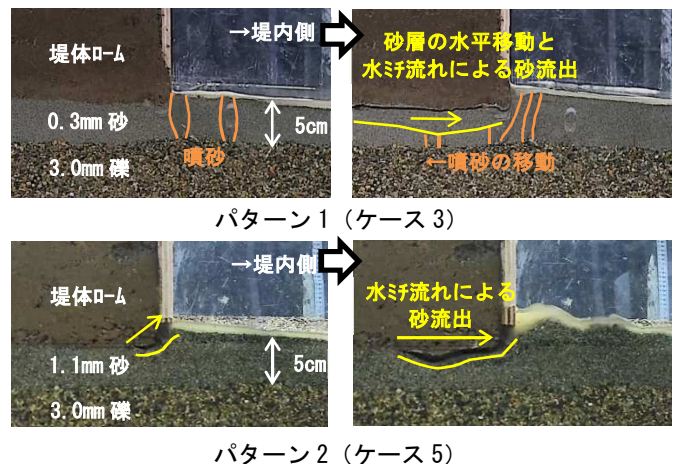 →堤内側
堤体ﾛｰﾑ
0.3mm 砂
5cm
噴砂
3.0mm 礫
砂層の水平移動と
水ﾐﾁ流れによる砂流出
←噴砂の移動
パターン 1（ケース 3）
→堤内側
堤体ﾛｰﾑ
1.1mm 砂
5cm
3.0mm 礫
水ﾐﾁ流れによる
砂流出
パターン 2（ケース 5）